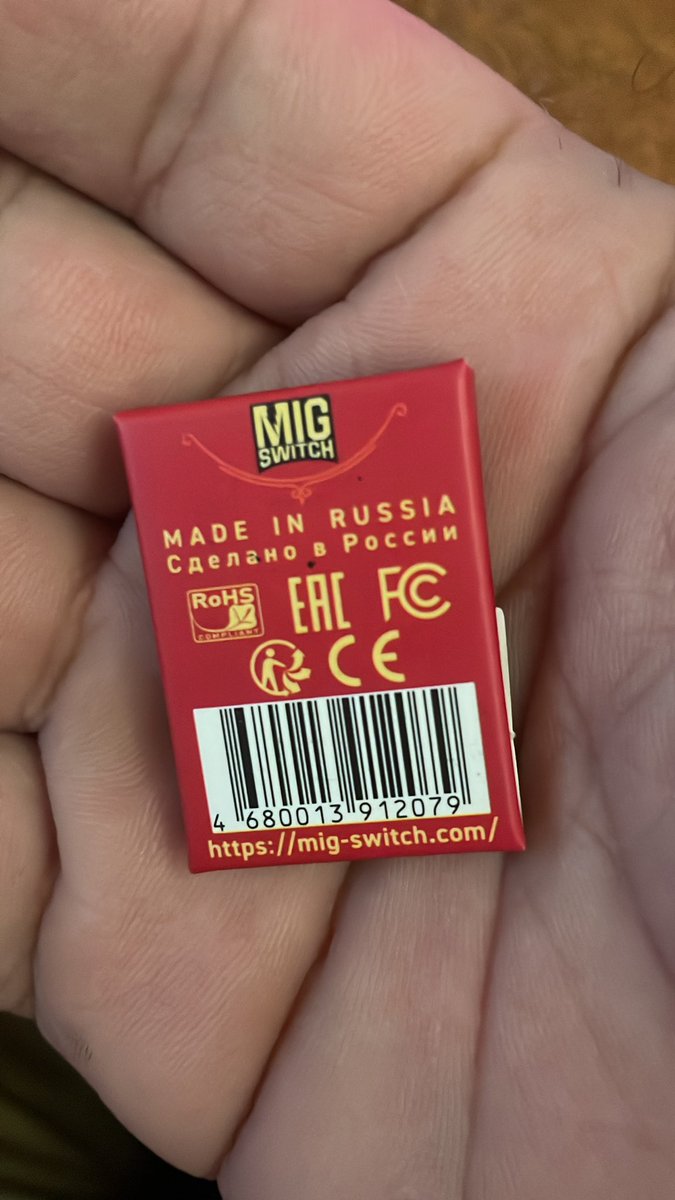 MIG
SWITCH
MADE IN RUSSIA
Сделано в России
RoHS
COMPLIANT
EAC FC
CE
4 680013 912079
https://mig-switch.com/